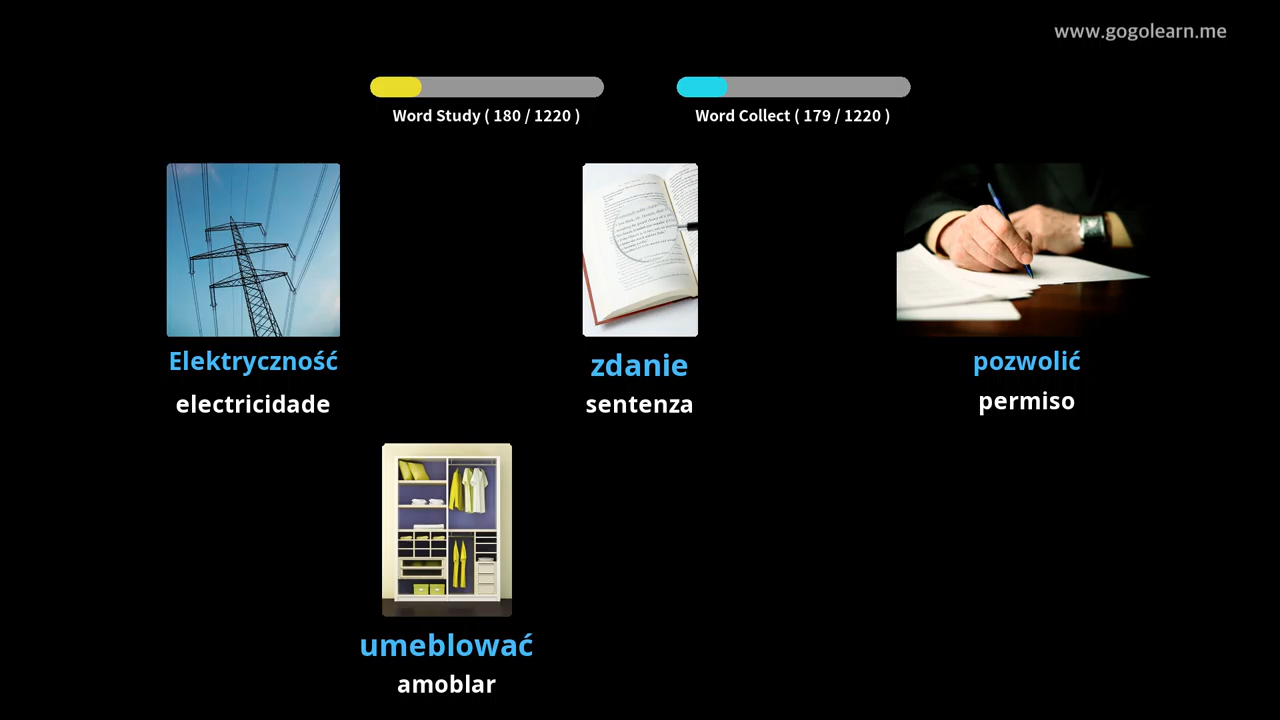 www.gogolearn.me
Word Study ( 180 / 1220 )
Word Collect ( 179 / 1220 )
Elektryczność
zdanie
pozwolić
electricidade
sentenza
permiso
umeblować
amoblar